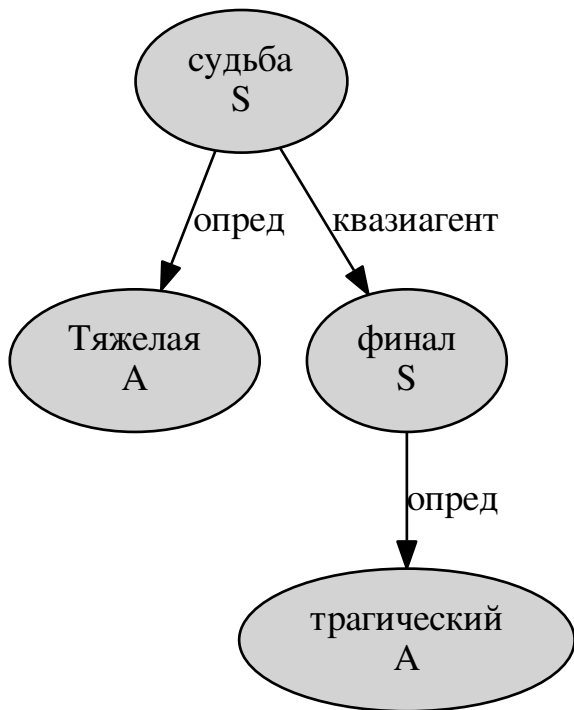 судьба
S
опред
квазиагент
Тяжелая
A
финал
S
опред
трагический
A